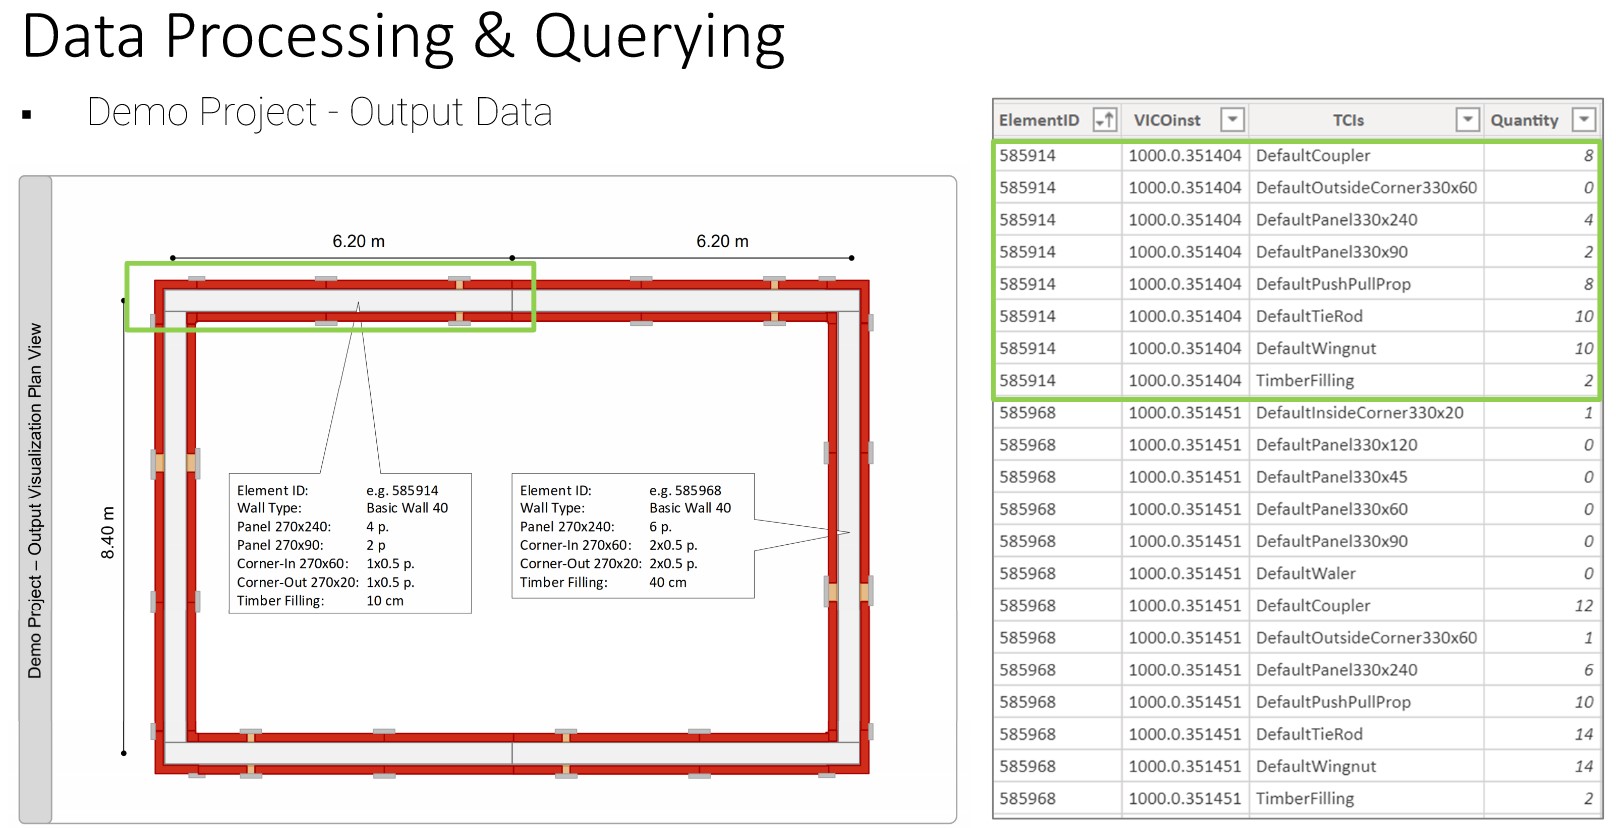 Data Processing & Querying
▪ Demo Project - Output Data
Demo Project – Output Visualization Plan View
6.20 m 6.20 m
8.40 m
Element ID: e.g. 585914
Wall Type: Basic Wall 40
Panel 270x240: 4 p.
Panel 270x90: 2 p
Corner-In 270x60: 1x0.5 p.
Corner-Out 270x20: 1x0.5 p.
Timber Filling: 10 cm
Element ID: e.g. 585968
Wall Type: Basic Wall 40
Panel 270x240: 6 p.
Corner-In 270x60: 2x0.5 p.
Corner-Out 270x20: 2x0.5 p.
Timber Filling: 40 cm
ElementID VICOinst TCIs Quantity
585914 1000.0.351404 DefaultCoupler 8
585914 1000.0.351404 DefaultOutsideCorner330x60 0
585914 1000.0.351404 DefaultPanel330x240 4
585914 1000.0.351404 DefaultPanel330x90 2
585914 1000.0.351404 DefaultPushPullProp 8
585914 1000.0.351404 DefaultTieRod 10
585914 1000.0.351404 DefaultWingnut 10
585914 1000.0.351404 TimberFilling 2
585968 1000.0.351451 DefaultInsideCorner330x20 1
585968 1000.0.351451 DefaultPanel330x120 0
585968 1000.0.351451 DefaultPanel330x45 0
585968 1000.0.351451 DefaultPanel330x60 0
585968 1000.0.351451 DefaultPanel330x90 0
585968 1000.0.351451 DefaultWaler 0
585968 1000.0.351451 DefaultCoupler 12
585968 1000.0.351451 DefaultOutsideCorner330x60 1
585968 1000.0.351451 DefaultPanel330x240 6
585968 1000.0.351451 DefaultPushPullProp 10
585968 1000.0.351451 DefaultTieRod 14
585968 1000.0.351451 DefaultWingnut 14
585968 1000.0.351451 TimberFilling 2